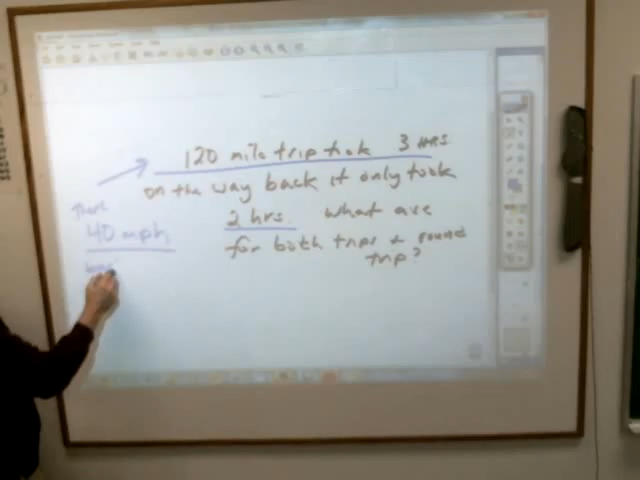 120 mile trip took 3 HRS
on the way back it only took
2 hrs. what are
for both trips & round
trip?
There
40 mph.